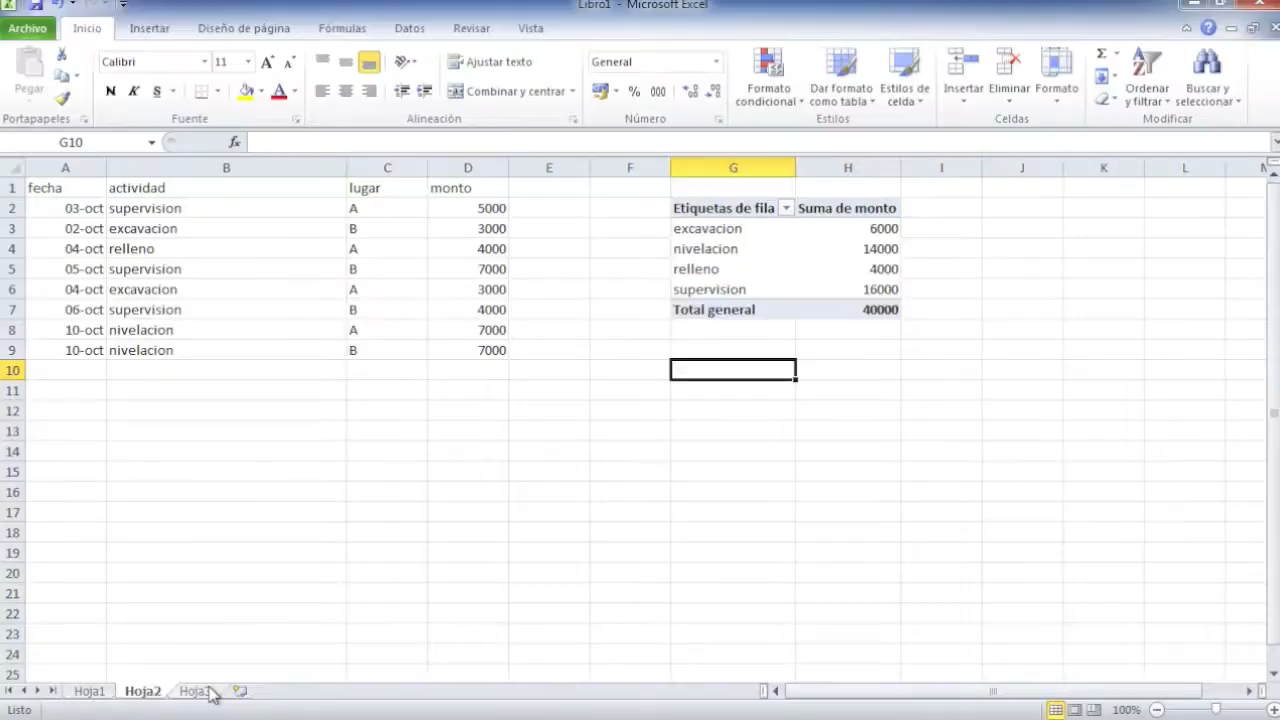 Libro1 - Microsoft Excel
Archivo Inicio Insertar Diseño de página Fórmulas Datos Revisar Vista
Pegar
Portapapeles
Calibri 11
N K S
Fuente
Ajustar texto
Combinar y centrar
Alineación
General
% 000
Número
Formato condicional
Dar formato como tabla
Estilos de celda
Estilos
Insertar Eliminar Formato
Celdas
Σ
Ordenar y filtrar
Buscar y seleccionar
Modificar
G10 fx
A B C D E F G H I J K L
1 fecha actividad lugar monto
2 03-oct supervision A 5000 Etiquetas de fila Suma de monto
3 02-oct excavacion B 3000 excavacion 6000
4 04-oct relleno A 4000 nivelacion 14000
5 05-oct supervision B 7000 relleno 4000
6 04-oct excavacion A 3000 supervision 16000
7 06-oct supervision B 4000 Total general 40000
8 10-oct nivelacion A 7000
9 10-oct nivelacion B 7000
10
11
12
13
14
15
16
17
18
19
20
21
22
23
24
25
Hoja1 Hoja2
Listo 100%